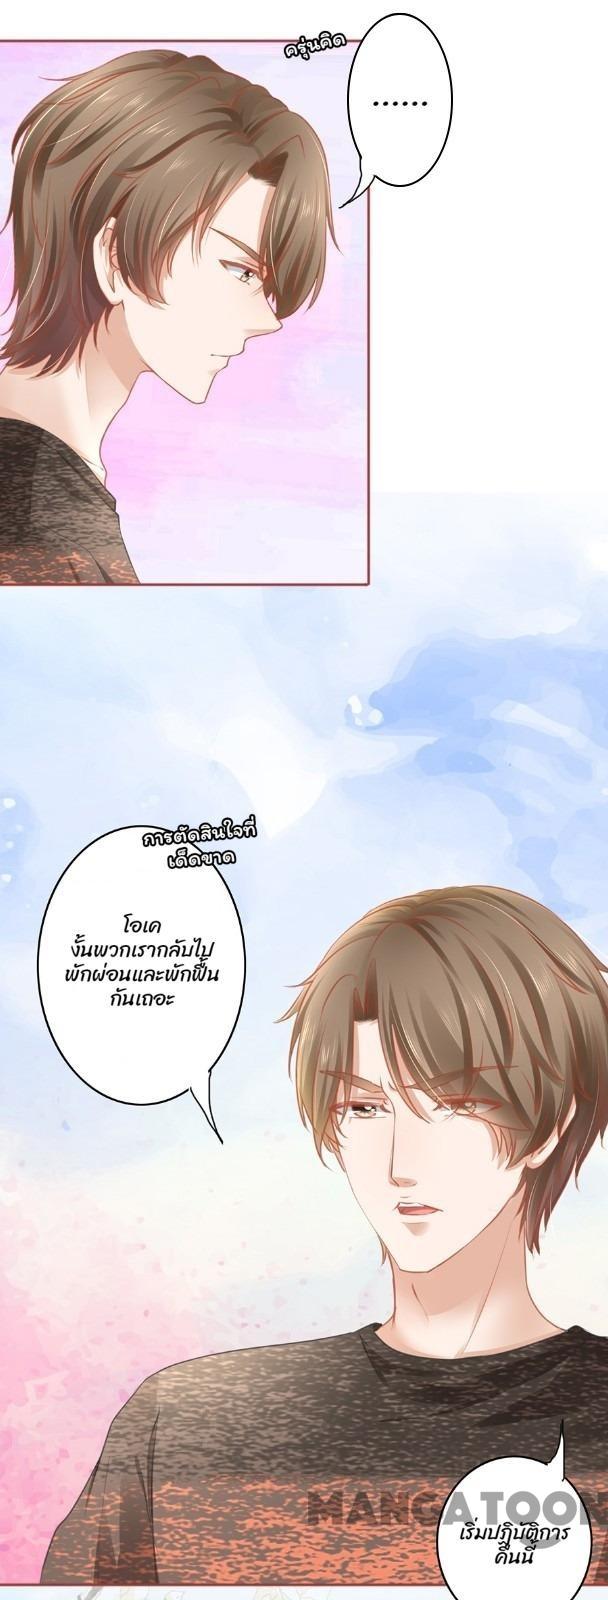 ครุ่นคิด
......
การตัดสินใจที่
เด็ดขาด
โอเค
งั้นพวกเรากลับไป
พักผ่อนและพักฟื้น
กันเถอะ
MANGATOON
เริ่มปฏิบัติการ
คืนนี้